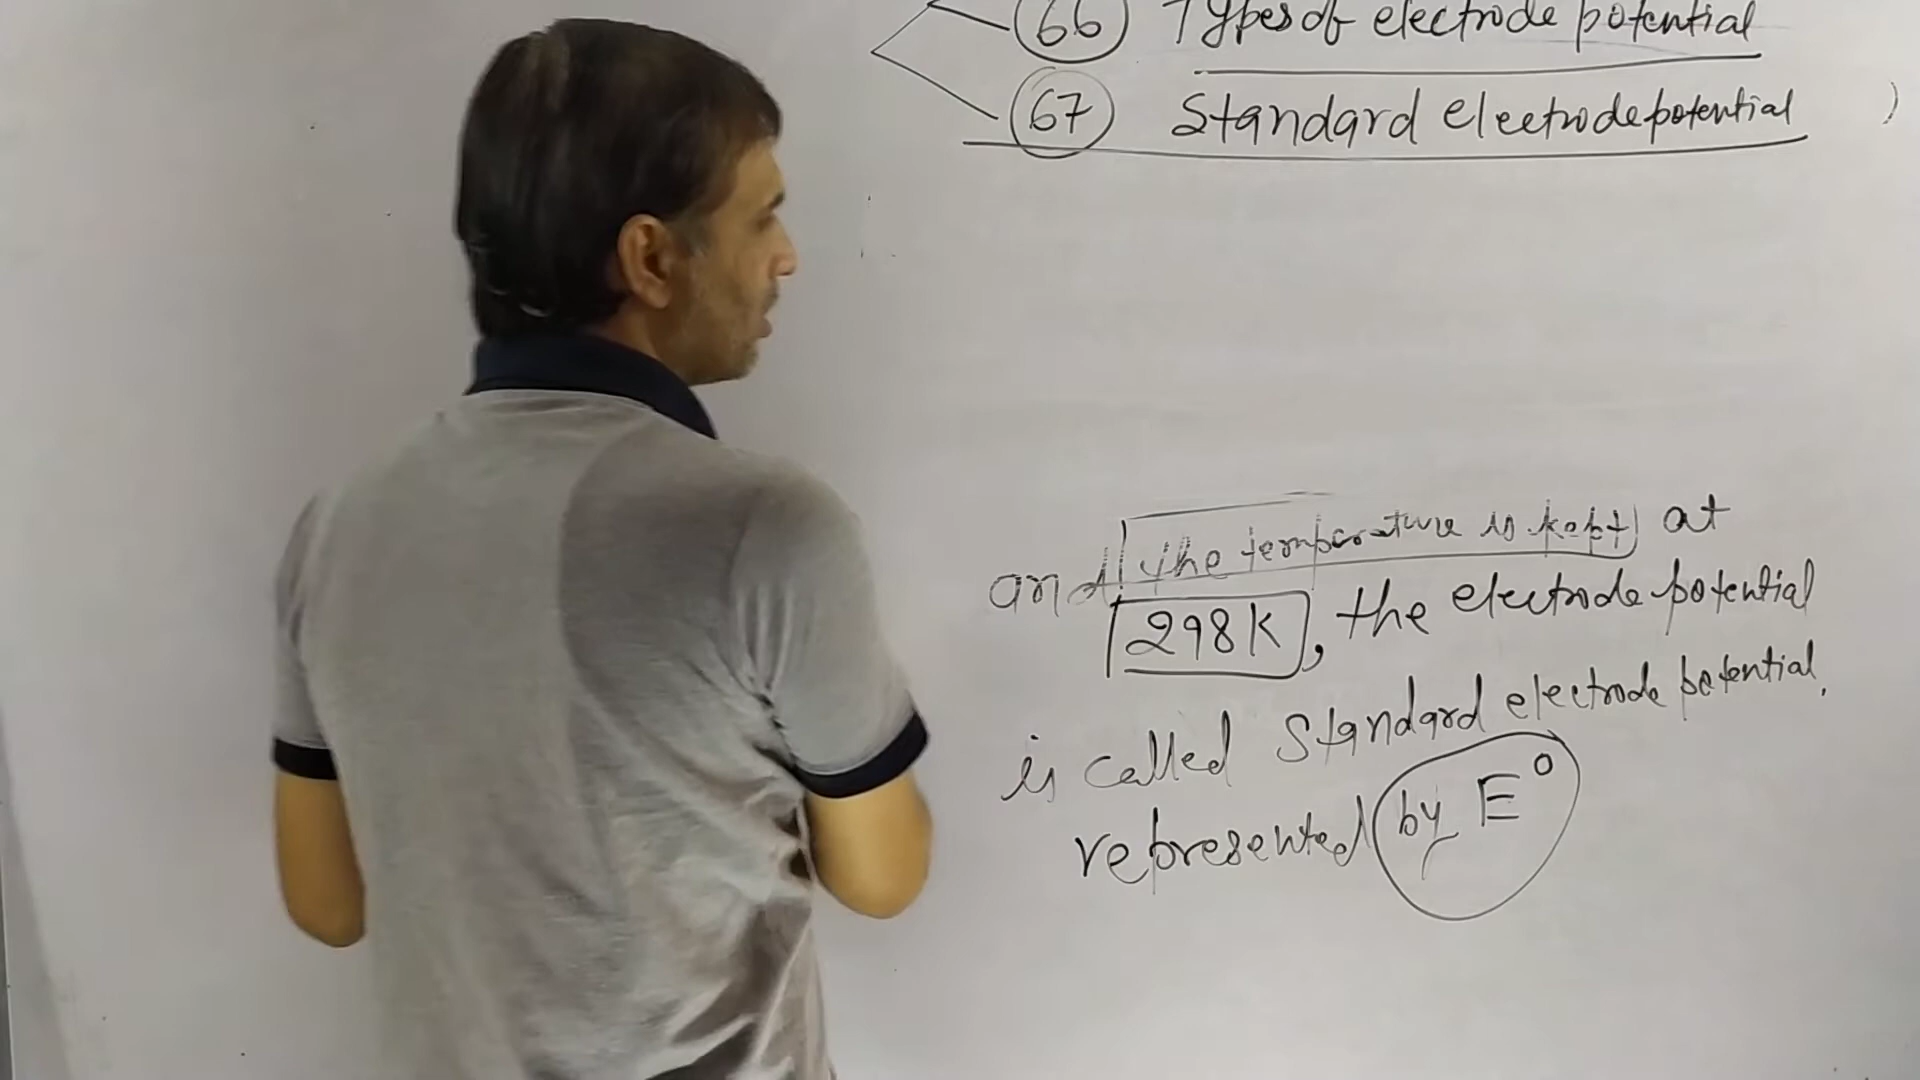 66 Types of electrode potential
67 Standard electrode potential )
and the temperature is kept at
298K, the electrode potential
is called Standard electrode potential.
represented by E⁰